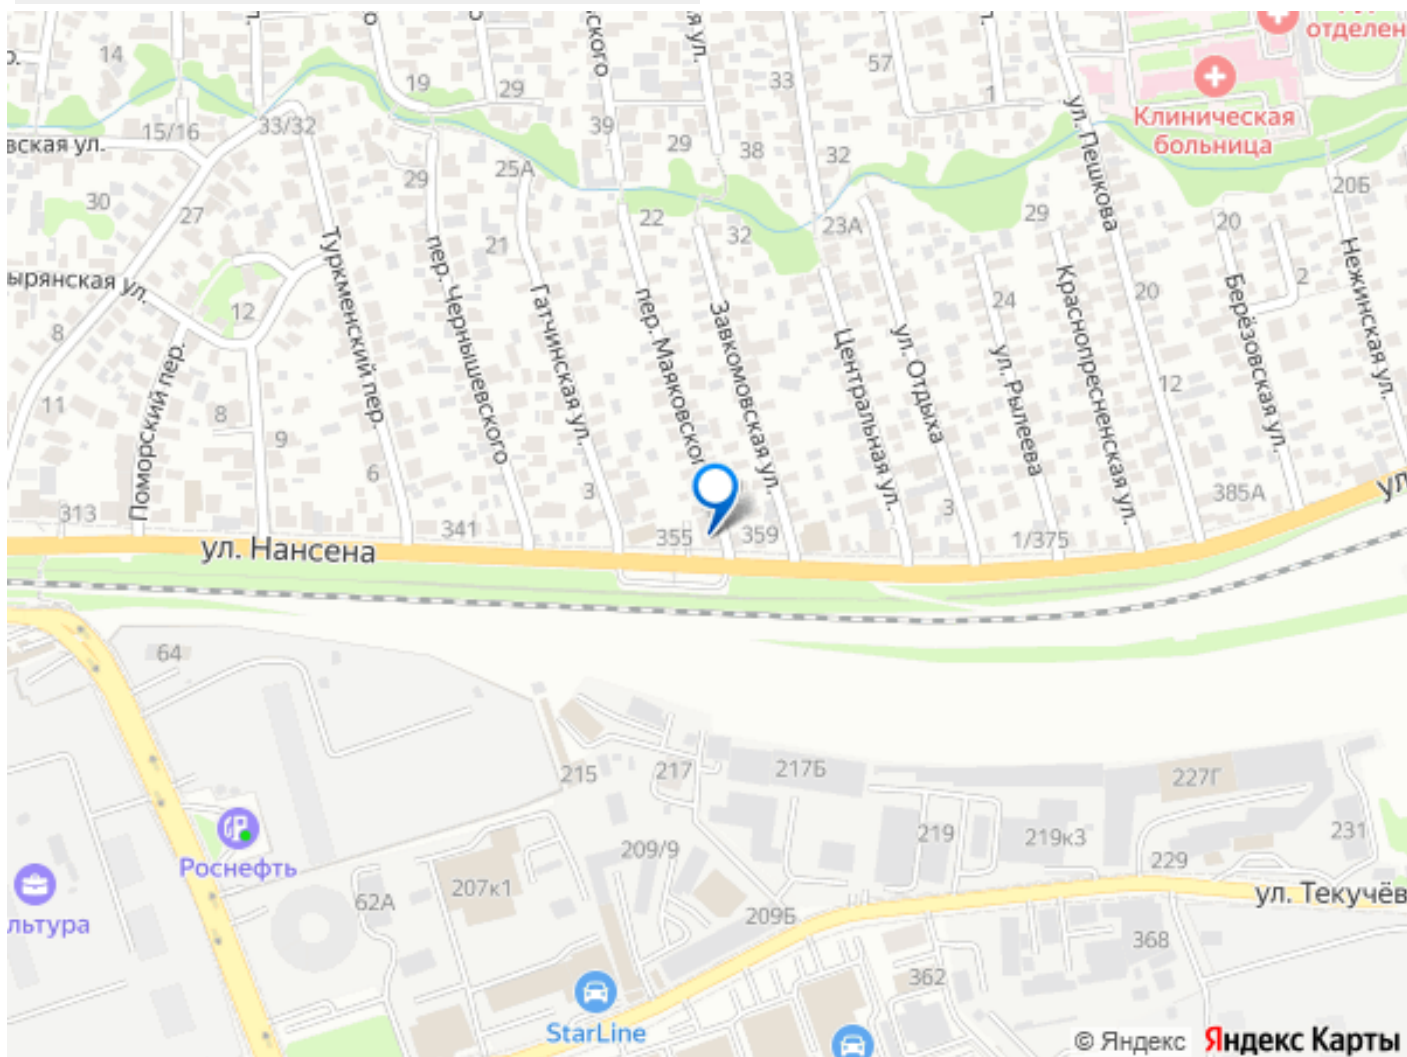 отделен
Клиническая
больница
14
19
29
39
33
57
1
15/16
33/32
вская ул.
29
25А
29
38
32
30
27
22
32
23А
29
20
20Б
21
ул. Пешкова
Туркменский пер.
пер. Чернышевского
Гатчинская ул.
пер. Маяковског
Завкомовская ул.
Центральная ул.
ул. Отдыха
ул. Рылеева
Краснопресненская ул.
Берёзовская ул.
Нежинская ул.
ырянская ул.
Поморский пер.
12
8
24
20
2
11
8
9
6
12
3
3
313
341
355
359
1/375
385А
ул. Нансена
ул
64
215
217
217Б
227Г
219
219к3
231
229
Роснефть
льтура
62А
207к1
209/9
209Б
ул. Текучёв
368
362
StarLine
© Яндекс Яндекс Карты